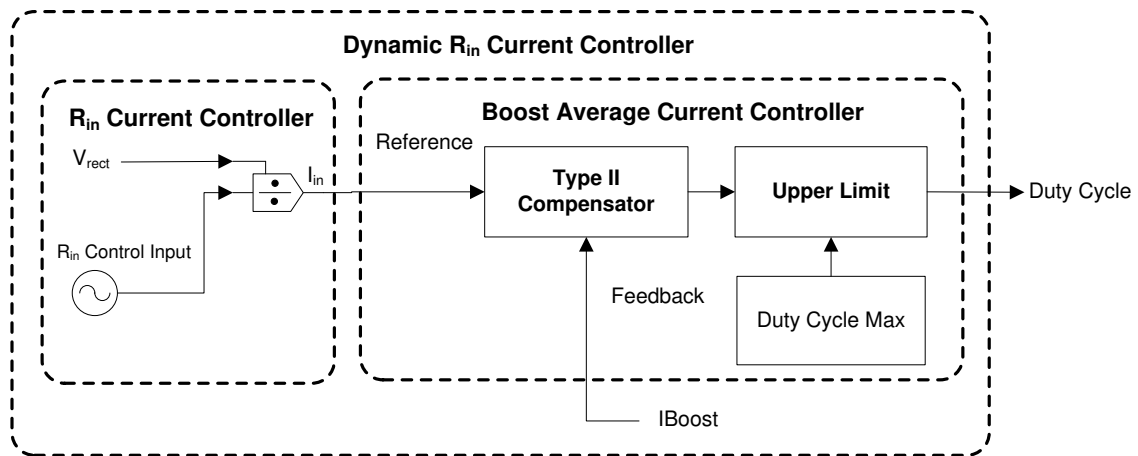 Dynamic Rin Current Controller
Rin Current Controller
Vrect
Iin
Rin Control Input
Boost Average Current Controller
Reference
Type II
Compensator
Upper Limit
Duty Cycle
Feedback
Duty Cycle Max
IBoost